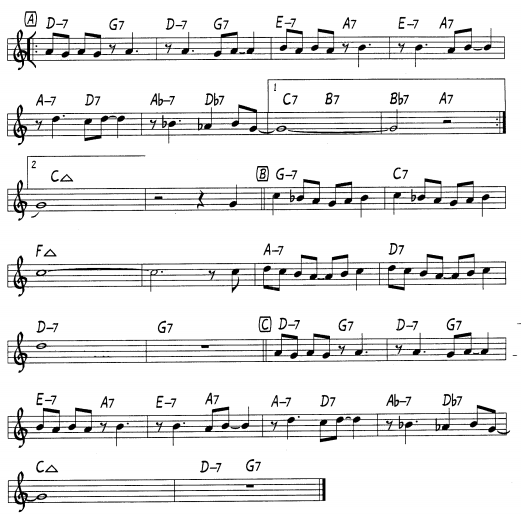 A D-7 G7 D-7 G7 E-7 A7 E-7 A7
A-7 D7 Ab-7 Db7 1 C7 B7 Bb7 A7
2 C△ B G-7 C7
F△ A-7 D7
D-7 G7 C D-7 G7 D-7 G7
E-7 A7 E-7 A7 A-7 D7 Ab-7 Db7
C△ D-7 G7